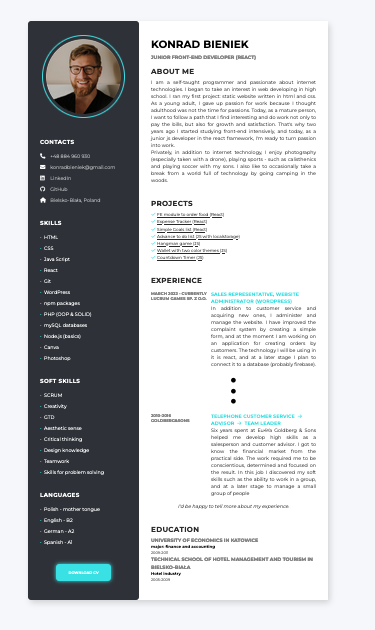 CONTACTS
+48 884 960 930
konradbieniek@gmail.com
LinkedIn
GitHub
Bielsko-Biała, Poland
SKILLS
- HTML
- CSS
- Java Script
- React
- Git
- WordPress
- npm packages
- PHP (OOP & SOLID)
- mySQL databases
- Node.js (basics)
- Canva
- Photoshop
SOFT SKILLS
- SCRUM
- Creativity
- GTD
- Aesthetic sense
- Critical thinking
- Design knowledge
- Teamwork
- Skills for problem solving
LANGUAGES
- Polish - mother tongue
- English - B2
- German - A2
- Spanish - A1
DOWNLOAD CV
KONRAD BIENIEK
JUNIOR FRONT-END DEVELOPER (REACT)
ABOUT ME
I am a self-taught programmer and passionate about internet
technologies. I began to take an interest in web developing in high
school. I ran my first project static website written in html and css.
As a young adult, I gave up passion for work because I thought
adulthood was not the time for passions. Today, as a mature person,
I want to follow a path that I find interesting and do work not only to
pay the bills, but also for growth and satisfaction. That's why two
years ago I started studying front-end intensively, and today, as a
junior js developer in the react framework, I'm ready to turn passion
into work.
Privately, in addition to internet technology, I enjoy photography
(especially taken with a drone), playing sports - such as calisthenics
and playing soccer with my sons. I also like to occasionally take a
break from computer life and spend time camping in the
woods.
PROJECTS
FE module to order food (React)
Expense Tracker (React)
Simple Goals list (React)
Advance to do list (JS with localstorage)
Hangman game (JS)
Wallet with two color themes (JS)
Countdown Timer (JS)
EXPERIENCE
MARCH 2022 - CURRENTLY
LUCRUM GAMES SP. Z O.O.
SALES REPRESENTATIVE, WEBSITE
ADMINISTRATOR (WORDPRESS)
In addition to customer service and
acquiring new ones, I administer and
manage the website. I have improved the
complaint system by creating a simple
form, and at the moment I am working on
an application for creating orders by
customers. The technology I will be using in
it is react, and at a later stage I plan to
connect it to a database (probably firebase).
2010-2016
GOLDBERG&SONS
TELEPHONE CUSTOMER SERVICE →
ADVISOR → TEAM LEADER
Six years spent at Goldberg & Sons
helped me develop high skills as a
salesperson and customer advisor. I got to
know the financial market from the
practical side. The work required me to be
conscientious, determined and focused on
the result. In this job I discovered my soft
skills such as the ability to work in a group,
and at a later stage to manage a small
group of people
I'd be happy to tell more about my experience.
EDUCATION
UNIVERSITY OF ECONOMICS IN KATOWICE
major: finance and accounting
2009-2011
TECHNICAL SCHOOL OF HOTEL MANAGEMENT AND TOURISM IN
BIELSKO-BIAŁA
Hotel industry
2005-2009